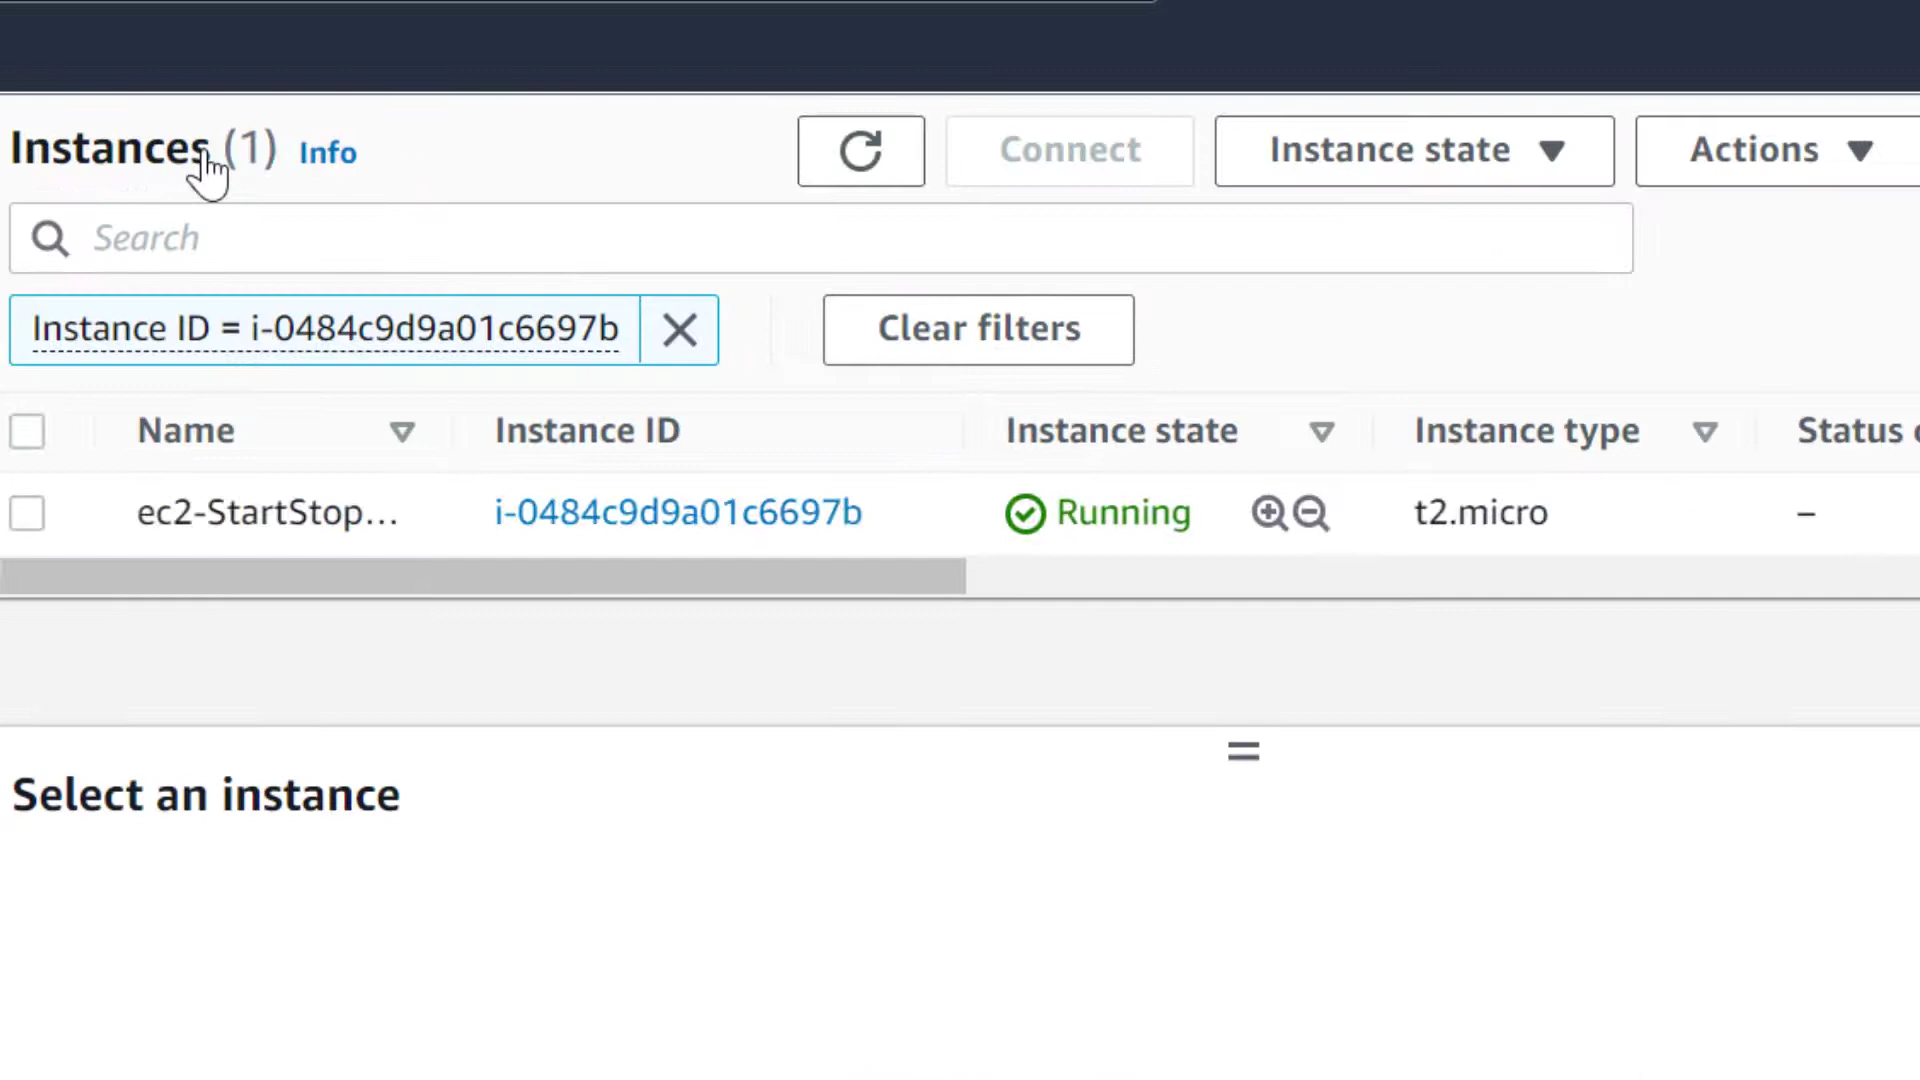 Instances (1) Info
Connect
Instance state
Actions
Search
Instance ID = i-0484c9d9a01c6697b
Clear filters
Name Instance ID Instance state Instance type Status
ec2-StartStop... i-0484c9d9a01c6697b Running t2.micro –
Select an instance